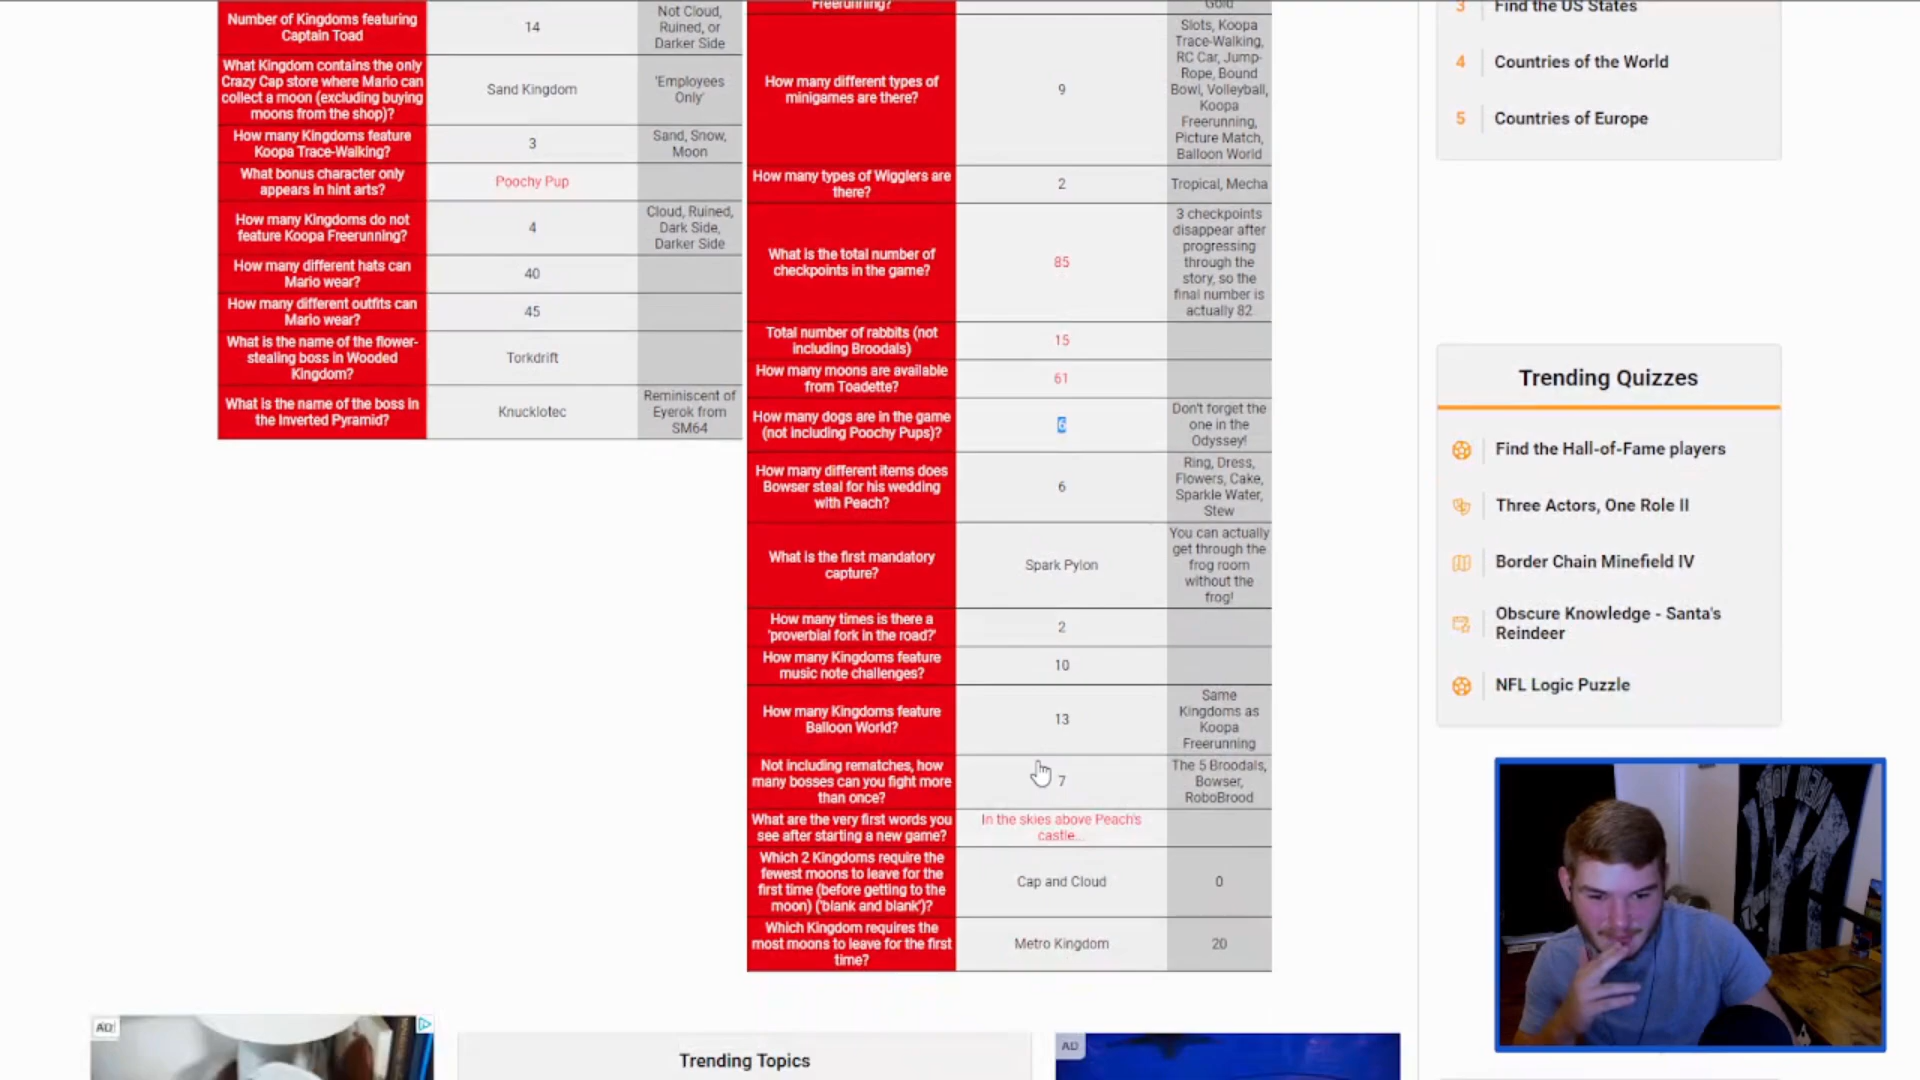 Number of Kingdoms featuring
Captain Toad
14
Not Cloud,
Ruined, or
Darker Side
What Kingdom contains the only
Crazy Cap store where Mario can
collect a moon (excluding buying
moons from the shop)?
Sand Kingdom
'Employees
Only'
How many Kingdoms feature
Koopa Trace-Walking?
3
Sand, Snow,
Moon
What bonus character only
appears in hint arts?
Poochy Pup
How many Kingdoms do not
feature Koopa Freerunning?
4
Cloud, Ruined,
Dark Side,
Darker Side
How many different hats can
Mario wear?
40
How many different outfits can
Mario wear?
45
What is the name of the flower-
stealing boss in Wooded
Kingdom?
Torkdrift
What is the name of the boss in
the Inverted Pyramid?
Knucklotec
Reminiscent of
Eyerok from
SM64
Freerunning?
Gold
How many different types of
minigames are there?
9
Slots, Koopa
Trace-Walking,
RC Car, Jump-
Rope, Bound
Bowl, Volleyball,
Koopa
Freerunning,
Picture Match,
Balloon World
How many types of Wigglers are
there?
2
Tropical, Mecha
What is the total number of
checkpoints in the game?
85
3 checkpoints
disappear after
progressing
through the
story, so the
final number is
actually 82
Total number of rabbits (not
including Broodals)
15
How many moons are available
from Toadette?
61
How many dogs are in the game
(not including Poochy Pups)?
6
Don't forget the
one in the
Odyssey!
How many different items does
Bowser steal for his wedding
with Peach?
6
Ring, Dress,
Flowers, Cake,
Sparkle Water,
Stew
What is the first mandatory
capture?
Spark Pylon
You can actually
get through the
frog room
without the
frog!
How many times is there a
'proverbial fork in the road?'
2
How many Kingdoms feature
music note challenges?
10
How many Kingdoms feature
Balloon World?
13
Same
Kingdoms as
Koopa
Freerunning
Not including rematches, how
many bosses can you fight more
than once?
7
The 5 Broodals,
Bowser,
RoboBrood
What are the very first words you
see after starting a new game?
In the skies above Peach's
castle...
Which 2 Kingdoms require the
fewest moons to leave for the
first time (before getting to the
moon) ('blank and blank')?
Cap and Cloud
0
Which Kingdom requires the
most moons to leave for the first
time?
Metro Kingdom
20
3 Find the US States
4 Countries of the World
5 Countries of Europe
Trending Quizzes
Find the Hall-of-Fame players
Three Actors, One Role II
Border Chain Minefield IV
Obscure Knowledge - Santa's
Reindeer
NFL Logic Puzzle
NEW YORK
AD
Trending Topics
AD